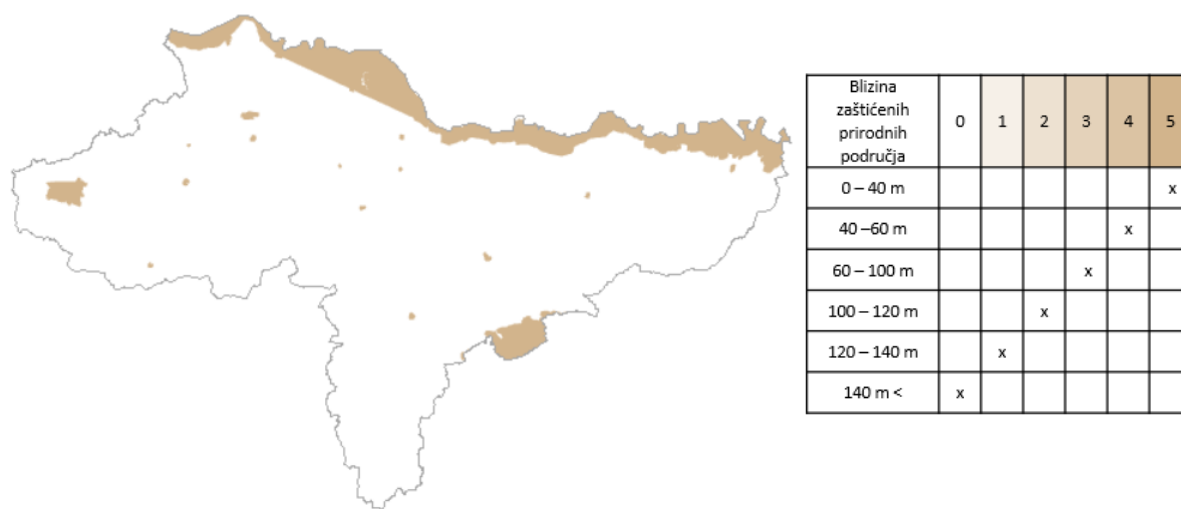 Blizina
zaštićenih
prirodnih
područja
0 1 2 3 4 5
0 – 40 m x
40 –60 m x
60 – 100 m x
100 – 120 m x
120 – 140 m x
140 m < x